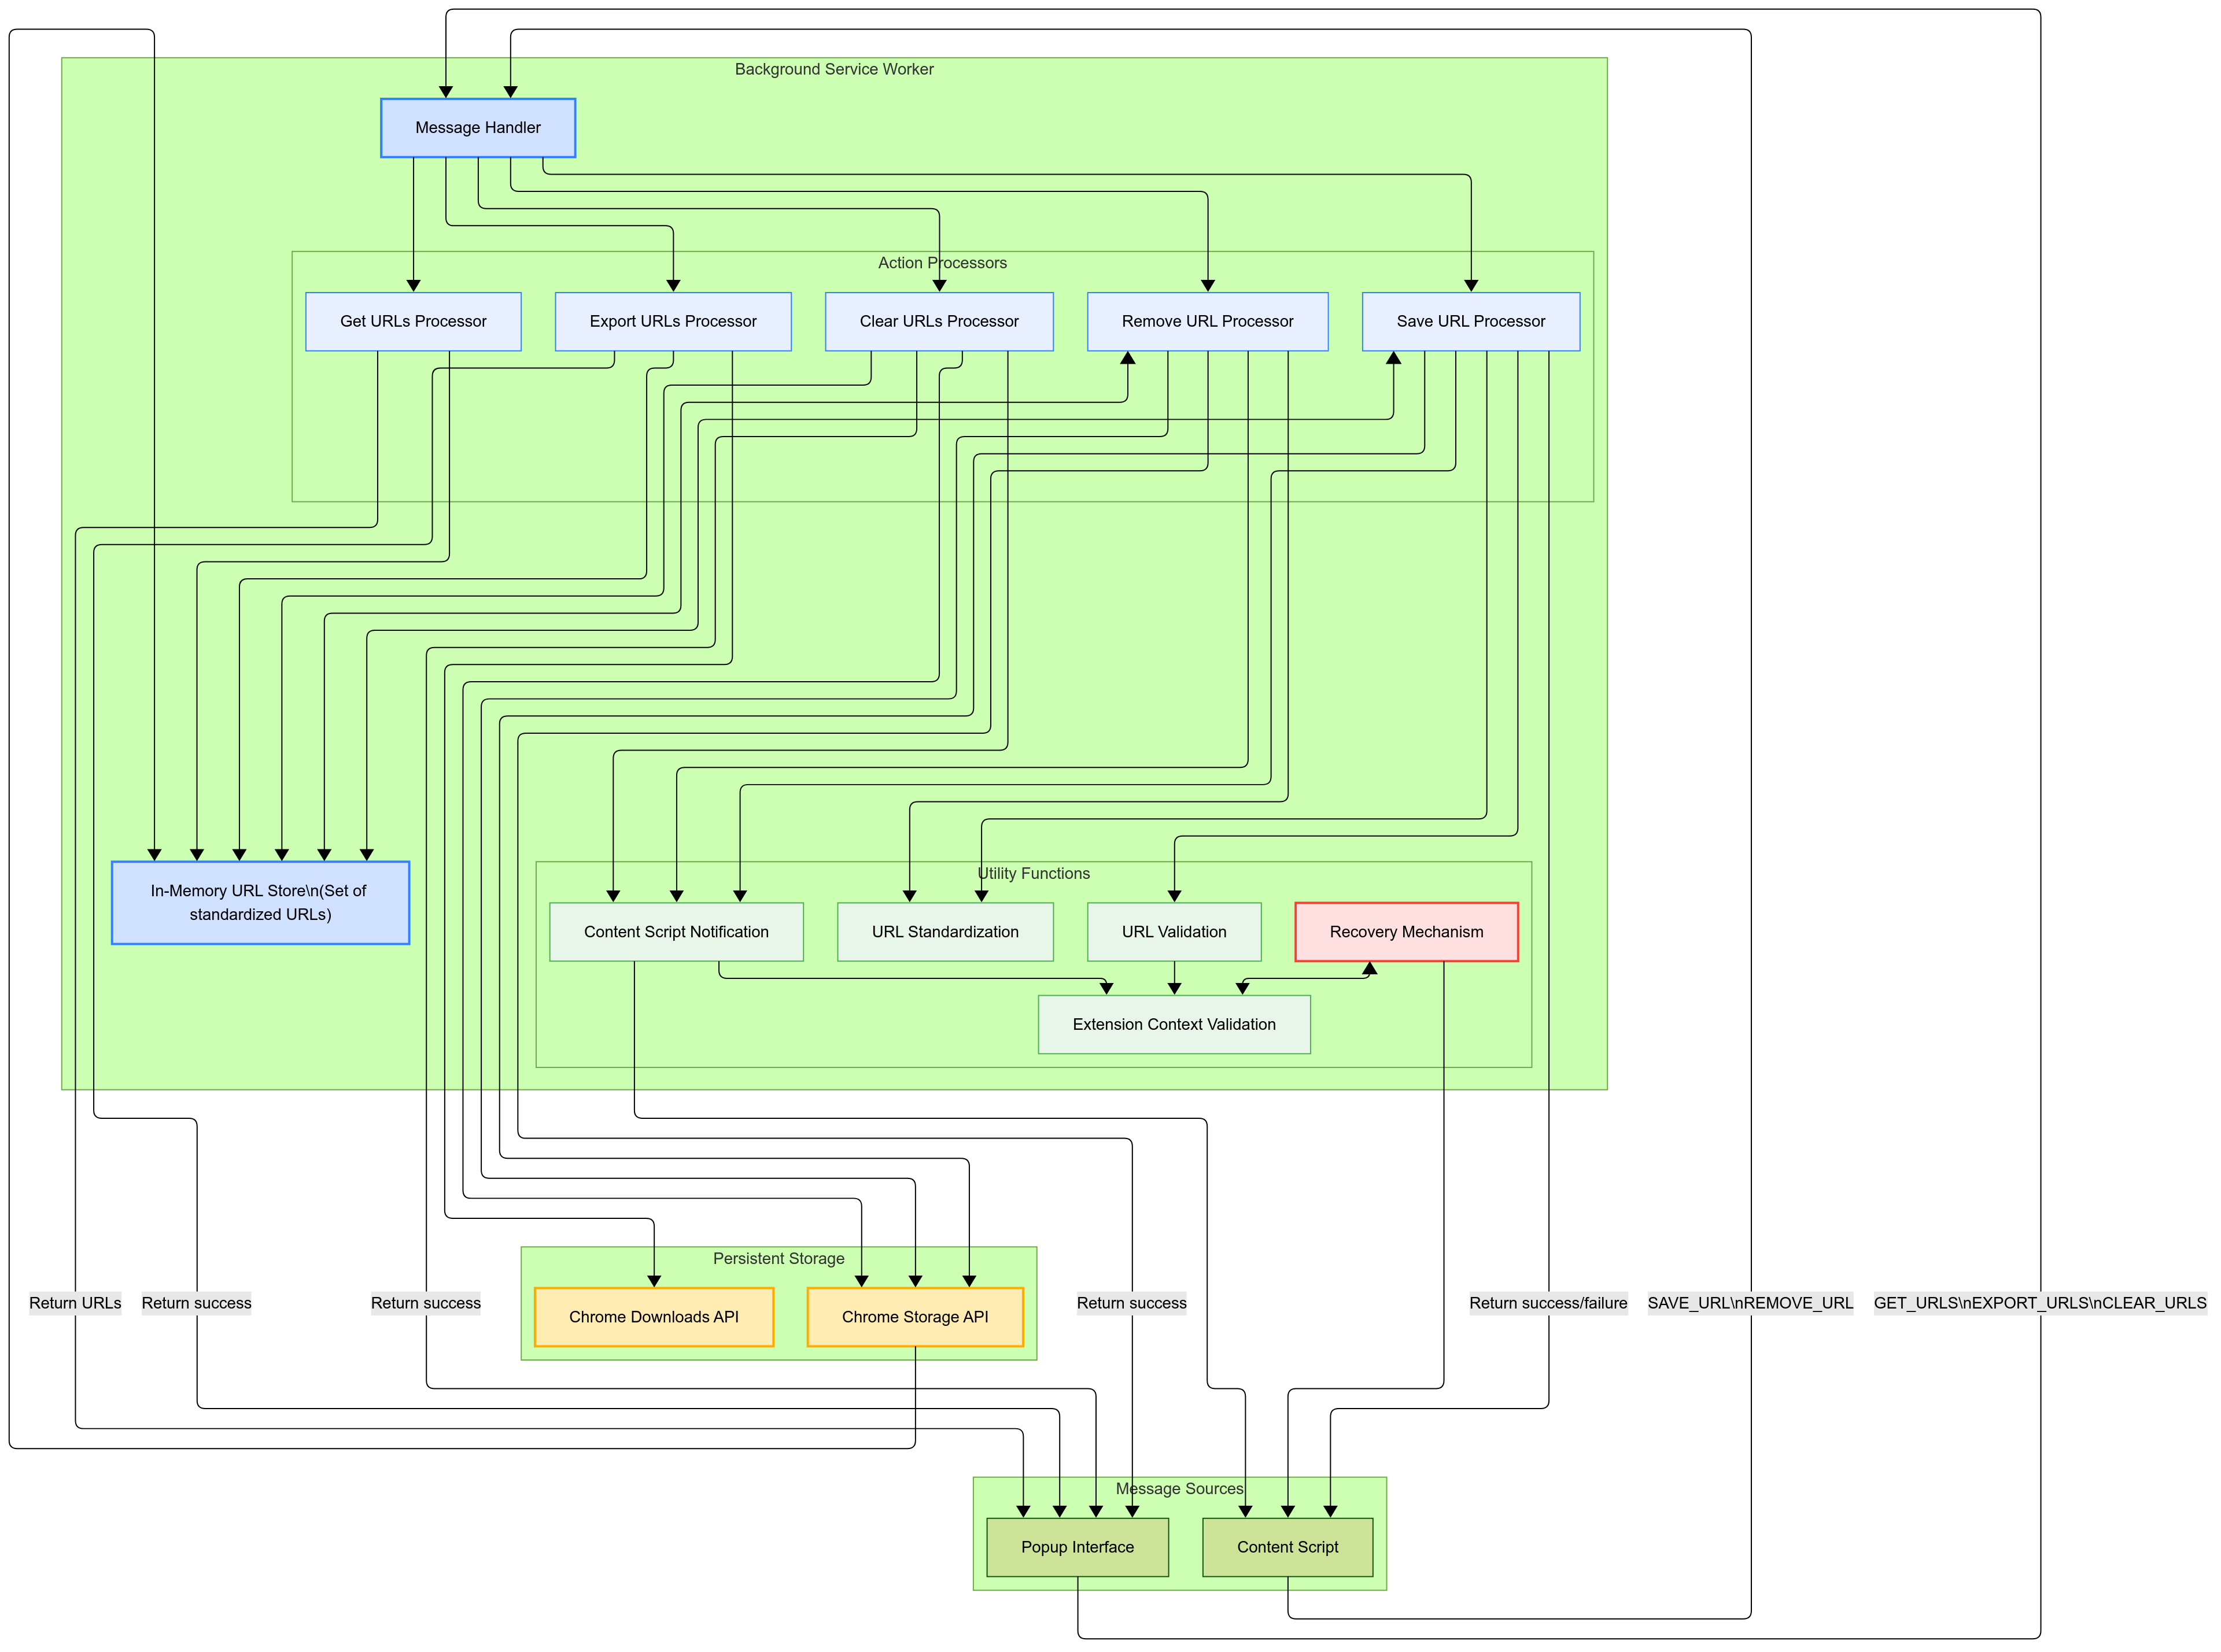 Background Service Worker
Message Handler
Action Processors
Get URLs Processor
Export URLs Processor
Clear URLs Processor
Remove URL Processor
Save URL Processor
In-Memory URL Store\n(Set of
standardized URLs)
Utility Functions
Content Script Notification
URL Standardization
URL Validation
Recovery Mechanism
Extension Context Validation
Persistent Storage
Return URLs
Return success
Return success
Chrome Downloads API
Chrome Storage API
Return success
Return success/failure
SAVE_URL\nREMOVE_URL
GET_URLS\nEXPORT_URLS\nCLEAR_URLS
Message Sources
Popup Interface
Content Script